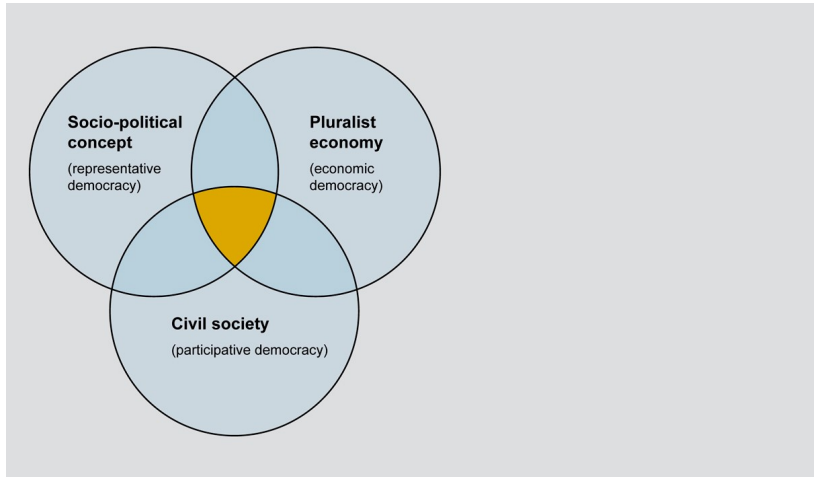 Socio-political
concept
(representative
democracy)
Pluralist
economy
(economic
democracy)
Civil society
(participative democracy)